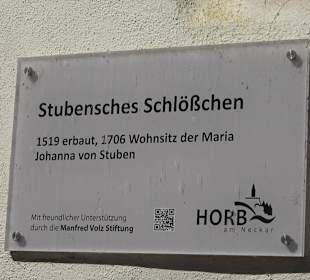 Stubensches Schlößchen
1519 erbaut, 1706 Wohnsitz der Maria
Johanna von Stuben
Mit freundlicher Unterstützung
durch die Manfred Volz Stiftung
HORB
am Neckar